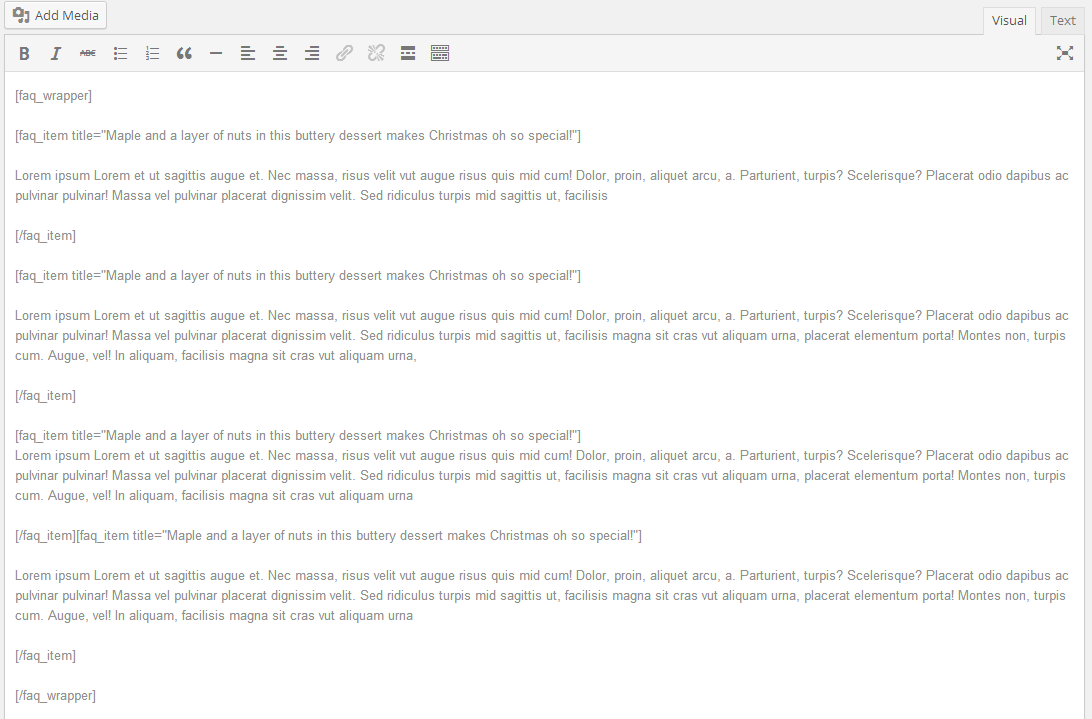 Add Media
Visual Text
B I ABC
[faq_wrapper]
[faq_item title="Maple and a layer of nuts in this buttery dessert makes Christmas oh so special!"]
Lorem ipsum Lorem et ut sagittis augue et. Nec massa, risus velit vut augue risus quis mid cum! Dolor, proin, aliquet arcu, a. Parturient, turpis? Scelerisque? Placerat odio dapibus ac
pulvinar pulvinar! Massa vel pulvinar placerat dignissim velit. Sed ridiculus turpis mid sagittis ut, facilisis
[/faq_item]
[faq_item title="Maple and a layer of nuts in this buttery dessert makes Christmas oh so special!"]
Lorem ipsum Lorem et ut sagittis augue et. Nec massa, risus velit vut augue risus quis mid cum! Dolor, proin, aliquet arcu, a. Parturient, turpis? Scelerisque? Placerat odio dapibus ac
pulvinar pulvinar! Massa vel pulvinar placerat dignissim velit. Sed ridiculus turpis mid sagittis ut, facilisis magna sit cras vut aliquam urna, placerat elementum porta! Montes non, turpis
cum. Augue, vel! In aliquam, facilisis magna sit cras vut aliquam urna,
[/faq_item]
[faq_item title="Maple and a layer of nuts in this buttery dessert makes Christmas oh so special!"]
Lorem ipsum Lorem et ut sagittis augue et. Nec massa, risus velit vut augue risus quis mid cum! Dolor, proin, aliquet arcu, a. Parturient, turpis? Scelerisque? Placerat odio dapibus ac
pulvinar pulvinar! Massa vel pulvinar placerat dignissim velit. Sed ridiculus turpis mid sagittis ut, facilisis magna sit cras vut aliquam urna, placerat elementum porta! Montes non, turpis
cum. Augue, vel! In aliquam, facilisis magna sit cras vut aliquam urna
[/faq_item][faq_item title="Maple and a layer of nuts in this buttery dessert makes Christmas oh so special!"]
Lorem ipsum Lorem et ut sagittis augue et. Nec massa, risus velit vut augue risus quis mid cum! Dolor, proin, aliquet arcu, a. Parturient, turpis? Scelerisque? Placerat odio dapibus ac
pulvinar pulvinar! Massa vel pulvinar placerat dignissim velit. Sed ridiculus turpis mid sagittis ut, facilisis magna sit cras vut aliquam urna, placerat elementum porta! Montes non, turpis
cum. Augue, vel! In aliquam, facilisis magna sit cras vut aliquam urna
[/faq_item]
[/faq_wrapper]